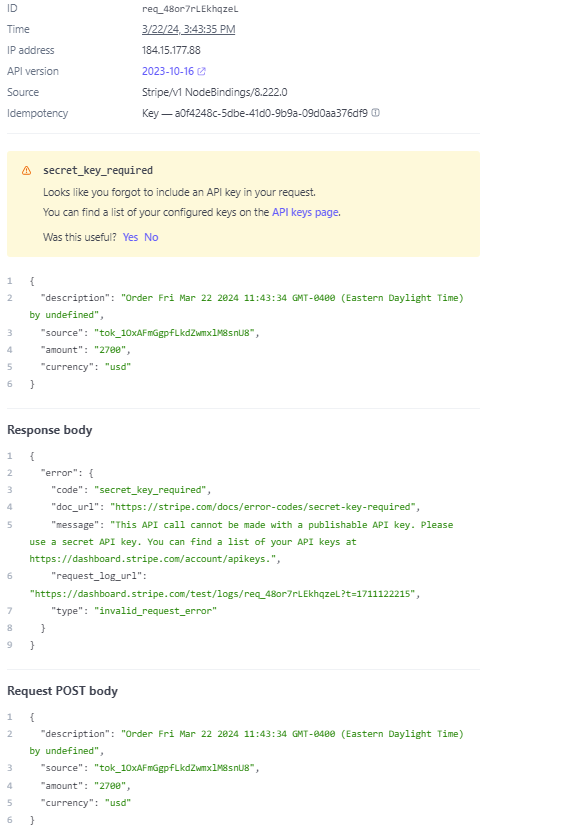 ID req_48or7rLEkhqzeL
Time 3/22/24, 3:43:35 PM
IP address 184.15.177.88
API version 2023-10-16
Source Stripe/v1 NodeBindings/8.222.0
Idempotency Key — a0f4248c-5dbe-41d0-9b9a-09d0aa376df9
secret_key_required
Looks like you forgot to include an API key in your request.
You can find a list of your configured keys on the API keys page.
Was this useful? Yes No
1 {
2 "description": "Order Fri Mar 22 2024 11:43:34 GMT-0400 (Eastern Daylight Time)
by undefined",
3 "source": "tok_1OxAFmGgpfLkdZwmxlM8snU8",
4 "amount": "2700",
5 "currency": "usd"
6 }
Response body
1 {
2 "error": {
3 "code": "secret_key_required",
4 "doc_url": "https://stripe.com/docs/error-codes/secret-key-required",
5 "message": "This API call cannot be made with a publishable API key. Please
use a secret API key. You can find a list of your API keys at
https://dashboard.stripe.com/account/apikeys.",
6 "request_log_url":
"https://dashboard.stripe.com/test/logs/req_48or7rLEkhqzeL?t=1711122215",
7 "type": "invalid_request_error"
8 }
9 }
Request POST body
1 {
2 "description": "Order Fri Mar 22 2024 11:43:34 GMT-0400 (Eastern Daylight Time)
by undefined",
3 "source": "tok_1OxAFmGgpfLkdZwmxlM8snU8",
4 "amount": "2700",
5 "currency": "usd"
6 }